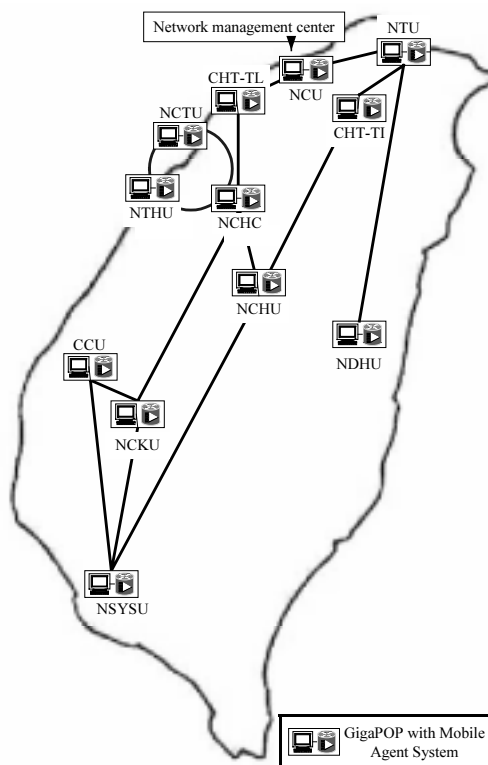 Network management center
NTU
CHT-TL
NCU
NCTU
CHT-TI
NTHU
NCHC
NCHU
CCU
NDHU
NCKU
NSYSU
GigaPOP with Mobile
Agent System